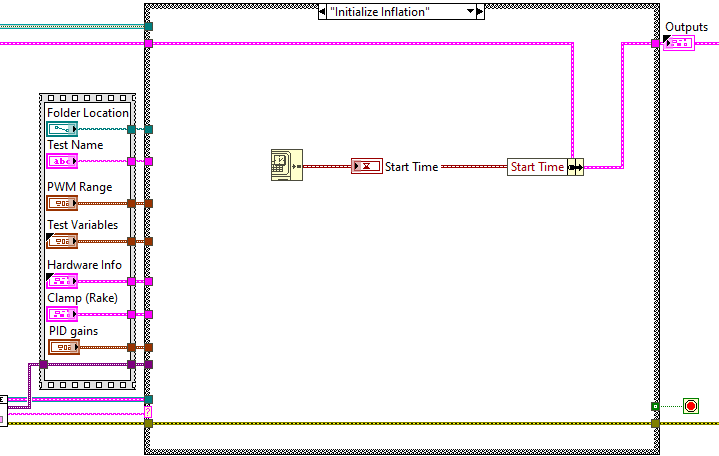 "Initialize Inflation"
Outputs
Folder Location
Test Name
abc
PWM Range
Start Time
Start Time
Test Variables
Hardware Info
Clamp (Rake)
PID gains
?